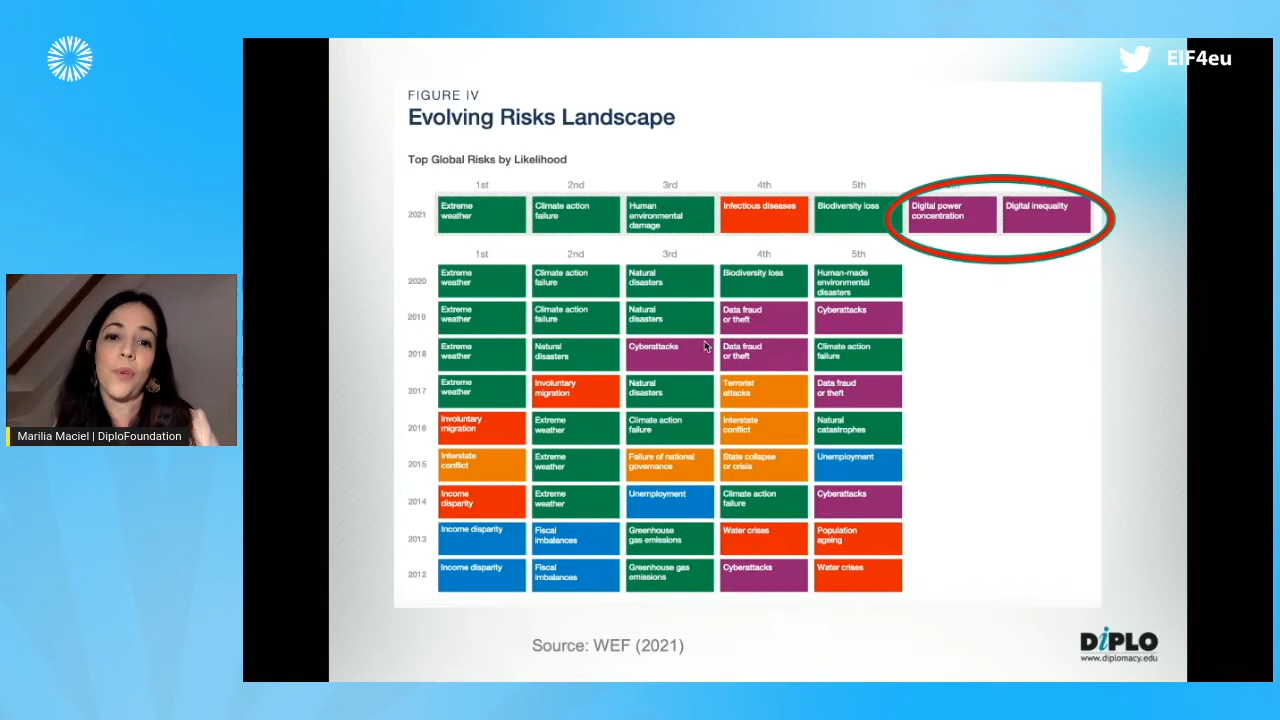 EIF4eu
FIGURE IV
Evolving Risks Landscape
Top Global Risks by Likelihood
1st 2nd 3rd 4th 5th
2021
Extreme weather
Climate action failure
Human environmental damage
Infectious diseases
Biodiversity loss
Digital power concentration
Digital inequality
1st 2nd 3rd 4th 5th
2020
Extreme weather
Climate action failure
Natural disasters
Biodiversity loss
Human-made environmental disasters
2019
Extreme weather
Climate action failure
Natural disasters
Data fraud or theft
Cyberattacks
2018
Extreme weather
Natural disasters
Cyberattacks
Data fraud or theft
Climate action failure
2017
Extreme weather
Involuntary migration
Natural disasters
Terrorist attacks
Data fraud or theft
2016
Involuntary migration
Extreme weather
Climate action failure
Interstate conflict
Natural catastrophes
2015
Interstate conflict
Extreme weather
Failure of national governance
State collapse or crisis
Unemployment
2014
Income disparity
Extreme weather
Unemployment
Climate action failure
Cyberattacks
2013
Income disparity
Fiscal imbalances
Greenhouse gas emissions
Water crises
Population ageing
2012
Income disparity
Fiscal imbalances
Greenhouse gas emissions
Cyberattacks
Water crises
Marilia Maciel | DiploFoundation
Source: WEF (2021)
DiPLO
www.diplomacy.edu